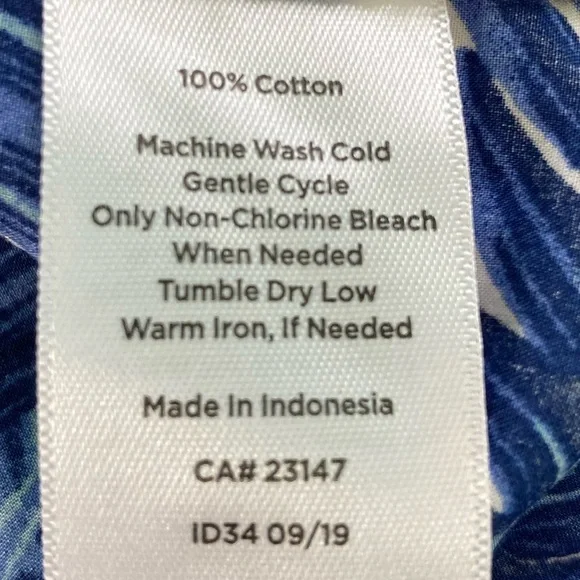 100% Cotton
Machine Wash Cold
Gentle Cycle
Only Non-Chlorine Bleach
When Needed
Tumble Dry Low
Warm Iron, If Needed
Made In Indonesia
CA# 23147
ID34 09/19